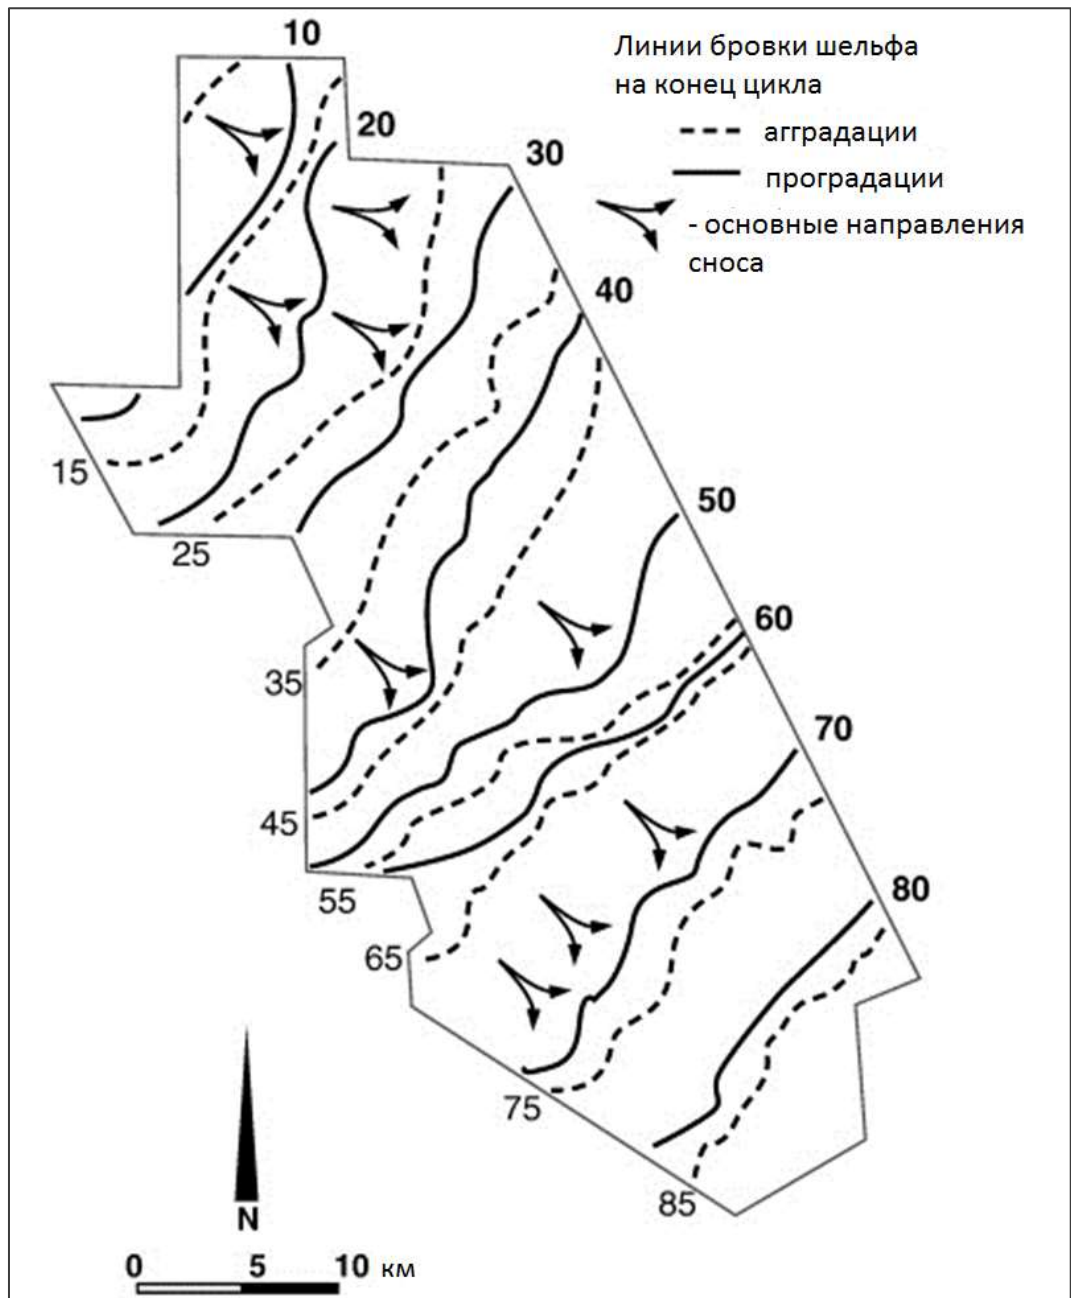 10
Линии бровки шельфа
на конец цикла
аградации
проградации
- основные направления
сноса
20
30
40
15
50
25
60
35
70
45
80
55
65
75
85
N
0 5 10 км